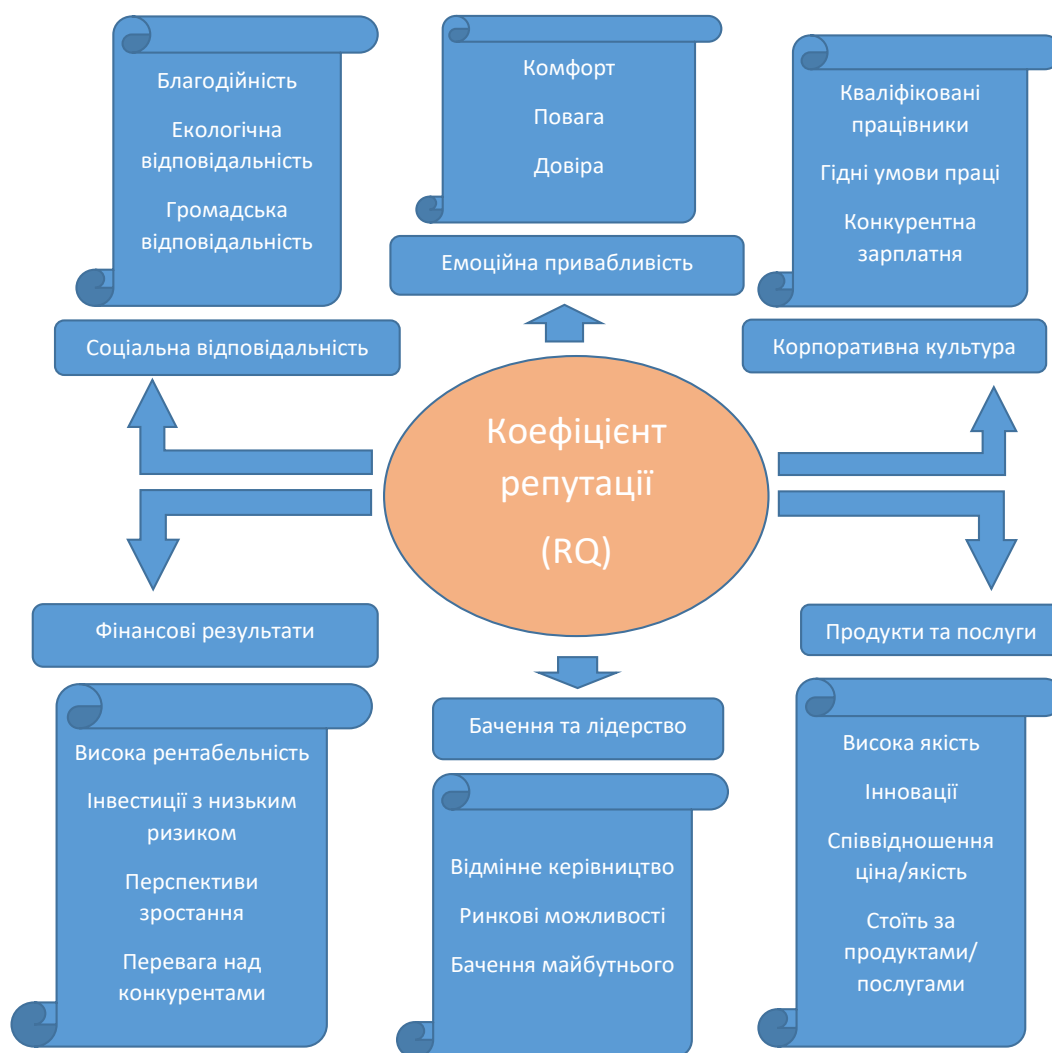 Благодійність
Екологічна
відповідальність
Громадська
відповідальність
Соціальна відповідальність
Комфорт
Повага
Довіра
Емоційна привабливість
Кваліфіковані
працівники
Гідні умови праці
Конкурентна
зарплатня
Корпоративна культура
Коефіцієнт
репутації
(RQ)
Фінансові результати
Висока рентабельність
Інвестиції з низьким
ризиком
Перспективи
зростання
Перевага над
конкурентами
Бачення та лідерство
Відмінне керівництво
Ринкові можливості
Бачення майбутнього
Продукти та послуги
Висока якість
Інновації
Співвідношення
ціна/якість
Стоїть за
продуктами/
послугами